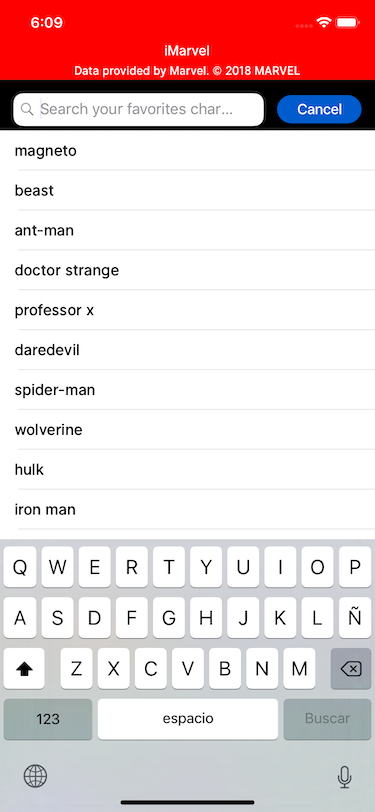 6:09
iMarvel
Data provided by Marvel. © 2018 MARVEL
Search your favorites char...
Cancel
magneto
beast
ant-man
doctor strange
professor x
daredevil
spider-man
wolverine
hulk
iron man
Q W E R T Y U I O P
A S D F G H J K L Ñ
Z X C V B N M
123 espacio Buscar